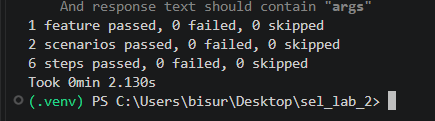 And response text should contain "args"
1 feature passed, 0 failed, 0 skipped
2 scenarios passed, 0 failed, 0 skipped
6 steps passed, 0 failed, 0 skipped
Took 0min 2.130s
(.venv) PS C:\Users\bisur\Desktop\sel_lab_2>